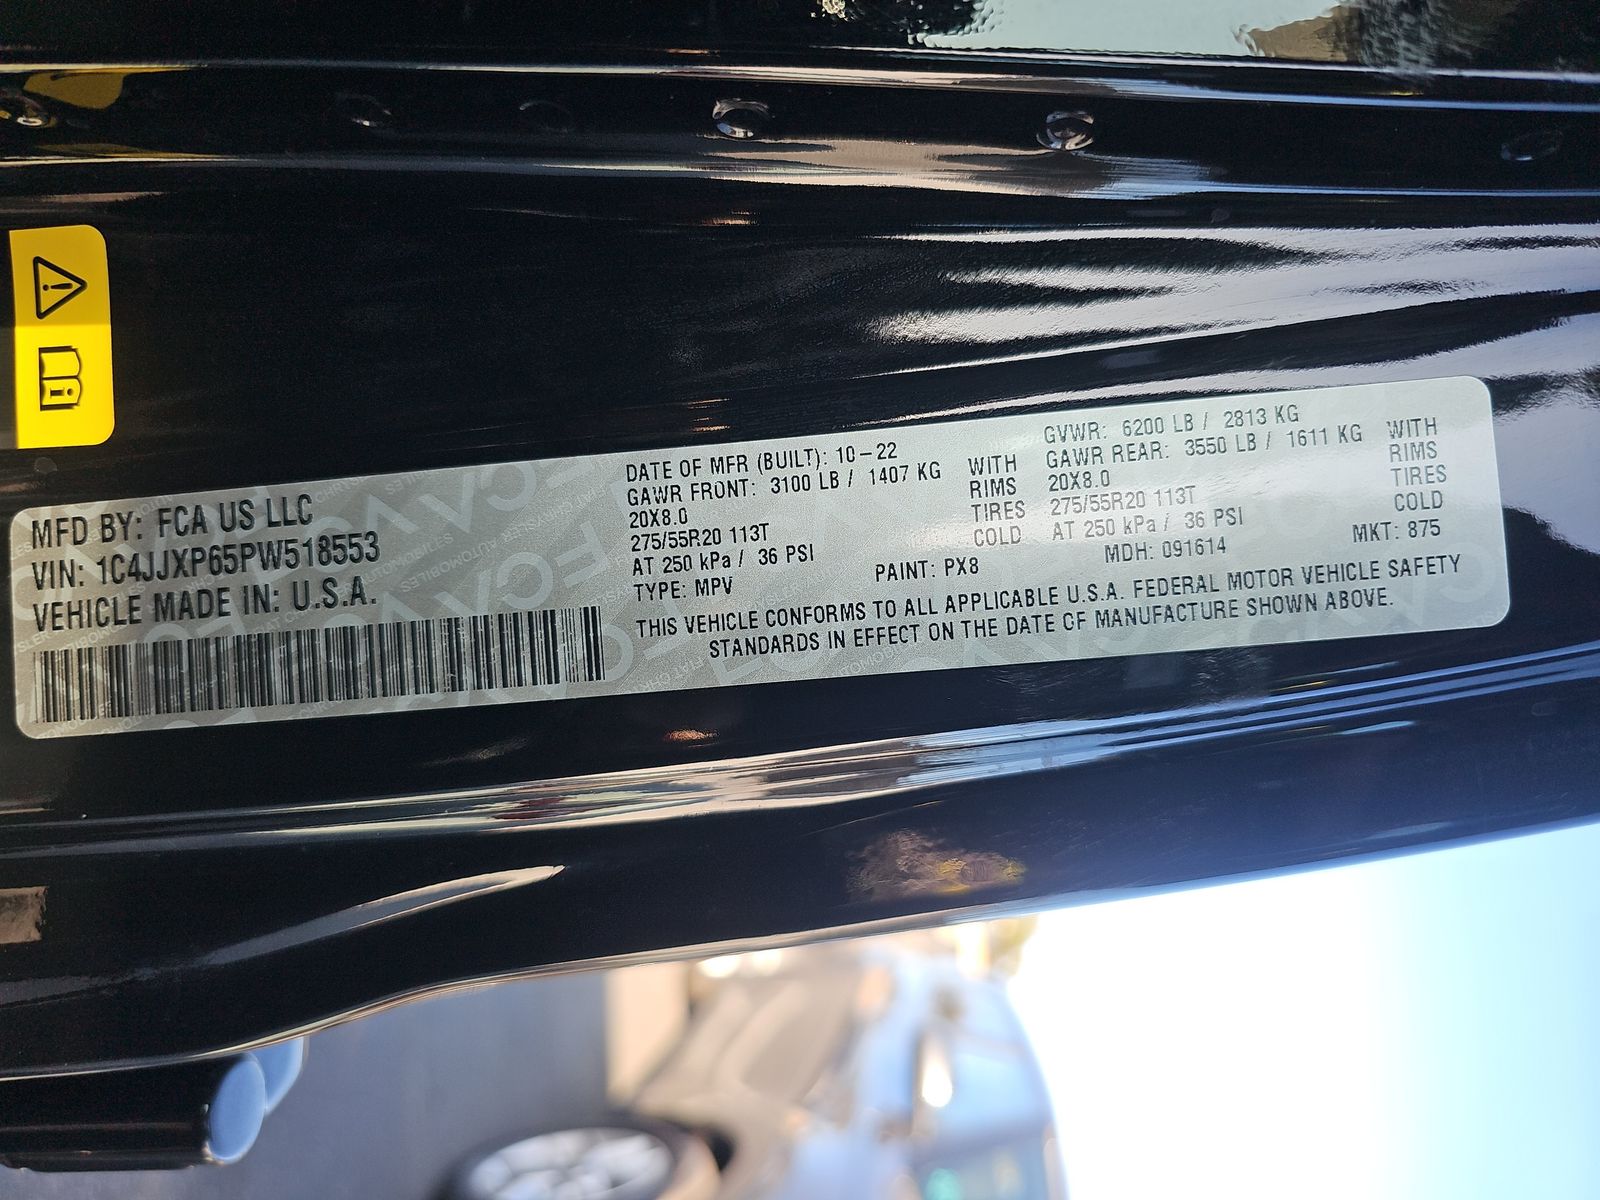 MFD BY: FCA US LLC
VIN: 1C4JJXP65PW518553
VEHICLE MADE IN: U.S.A.
DATE OF MFR (BUILT): 10-22
GAWR FRONT: 3100 LB / 1407 KG WITH
20X8.0 RIMS
275/55R20 113T TIRES
AT 250 kPa / 36 PSI COLD
GVWR: 6200 LB / 2813 KG
GAWR REAR: 3550 LB / 1611 KG WITH
20X8.0 RIMS
275/55R20 113T TIRES
AT 250 kPa / 36 PSI COLD
TYPE: MPV PAINT: PX8 MDH: 091614 MKT: 875
THIS VEHICLE CONFORMS TO ALL APPLICABLE U.S.A. FEDERAL MOTOR VEHICLE SAFETY
STANDARDS IN EFFECT ON THE DATE OF MANUFACTURE SHOWN ABOVE.